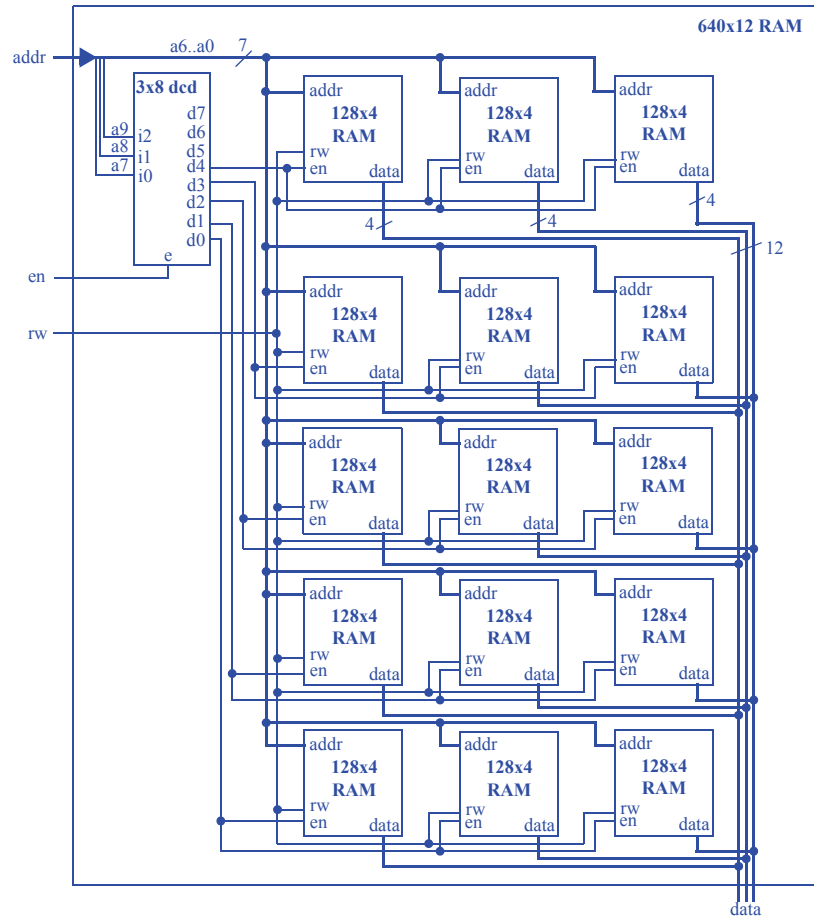 640x12 RAM
addr
a6..a0 7
3x8 dcd
d7
d6
d5
d4
d3
d2
d1
d0
a9 i2
a8 i1
a7 i0
e
en
rw
addr
128x4
RAM
rw
en
data
4
addr
128x4
RAM
rw
en
data
4
addr
128x4
RAM
rw
en
data
4
12
addr
128x4
RAM
rw
en
data
addr
128x4
RAM
rw
en
data
addr
128x4
RAM
rw
en
data
addr
128x4
RAM
rw
en
data
addr
128x4
RAM
rw
en
data
addr
128x4
RAM
rw
en
data
addr
128x4
RAM
rw
en
data
addr
128x4
RAM
rw
en
data
addr
128x4
RAM
rw
en
data
addr
128x4
RAM
rw
en
data
addr
128x4
RAM
rw
en
data
addr
128x4
RAM
rw
en
data
data